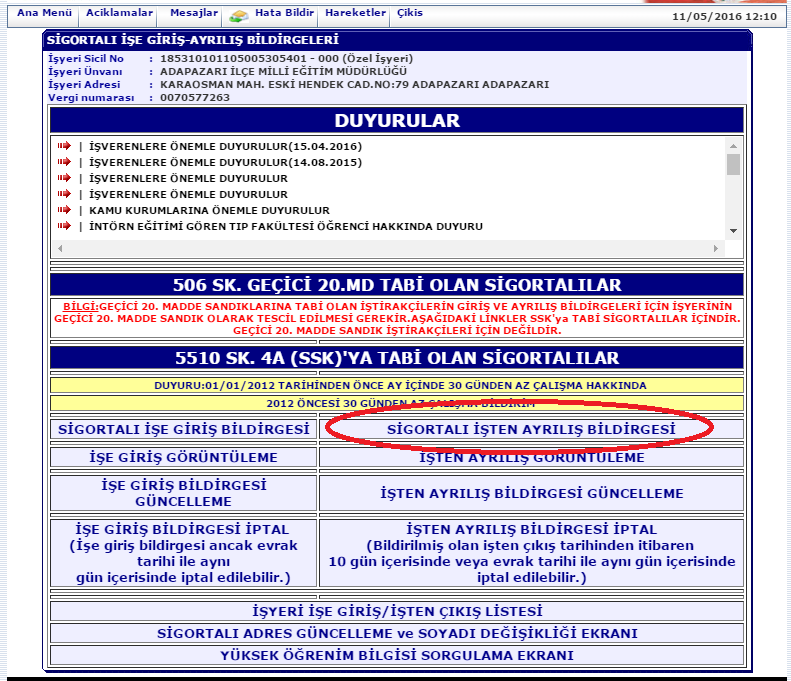 Ana Menü Aciklamalar Mesajlar Hata Bildir Hareketler Çikis
11/05/2016 12:10
SİGORTALI İŞE GİRİŞ-AYRILIŞ BİLDİRGELERİ
İşyeri Sicil No : 185310101105005305401 - 000 (Özel İşyeri)
İşyeri Ünvanı : ADAPAZARI İLÇE MİLLİ EĞİTİM MÜDÜRLÜĞÜ
İşyeri Adresi : KARAOSMAN MAH. ESKİ HENDEK CAD.NO:79 ADAPAZARI ADAPAZARI
Vergi numarası : 0070577263
DUYURULAR
| İŞVERENLERE ÖNEMLE DUYURULUR(15.04.2016)
| İŞVERENLERE ÖNEMLE DUYURULUR(14.08.2015)
| İŞVERENLERE ÖNEMLE DUYURULUR
| İŞVERENLERE ÖNEMLE DUYURULUR
| KAMU KURUMLARINA ÖNEMLE DUYURULUR
| İNTÖRN EĞİTİMİ GÖREN TIP FAKÜLTESİ ÖĞRENCİ HAKKINDA DUYURU
506 SK. GEÇİCİ 20.MD TABİ OLAN SİGORTALILAR
BİLGİ:GEÇİCİ 20. MADDE SANDIKLARINA TABİ OLAN İŞTİRAKÇİLERİN GİRİŞ VE AYRILIŞ BİLDİRGELERİ İÇİN İŞYERİNİN
GEÇİCİ 20. MADDE SANDIK OLARAK TESCİL EDİLMESİ GEREKİR.AŞAĞIDAKİ LİNKLER SSK'ya TABİ SİGORTALILAR İÇİNDİR.
GEÇİCİ 20. MADDE SANDIK İŞTİRAKÇİLERİ İÇİN DEĞİLDİR.
5510 SK. 4A (SSK)'YA TABİ OLAN SİGORTALILAR
DUYURU:01/01/2012 TARİHİNDEN ÖNCE AY İÇİNDE 30 GÜNDEN AZ ÇALIŞMA HAKKINDA
2012 ÖNCESİ 30 GÜNDEN AZ ÇALIŞMA BİLDİRİM
SİGORTALI İŞE GİRİŞ BİLDİRGESİ SİGORTALI İŞTEN AYRILIŞ BİLDİRGESİ
İŞE GİRİŞ GÖRÜNTÜLEME İŞTEN AYRILIŞ GÖRÜNTÜLEME
İŞE GİRİŞ BİLDİRGESİ
GÜNCELLEME
İŞTEN AYRILIŞ BİLDİRGESİ GÜNCELLEME
İŞE GİRİŞ BİLDİRGESİ İPTAL
(İşe giriş bildirgesi ancak evrak
tarihi ile aynı
gün içerisinde iptal edilebilir.)
İŞTEN AYRILIŞ BİLDİRGESİ İPTAL
(Bildirilmiş olan işten çıkış tarihinden itibaren
10 gün içerisinde veya evrak tarihi ile aynı gün içerisinde
iptal edilebilir.)
İŞYERİ İŞE GİRİŞ/İŞTEN ÇIKIŞ LİSTESİ
SİGORTALI ADRES GÜNCELLEME ve SOYADI DEĞİŞİKLİĞİ EKRANI
YÜKSEK ÖĞRENİM BİLGİSİ SORGULAMA EKRANI